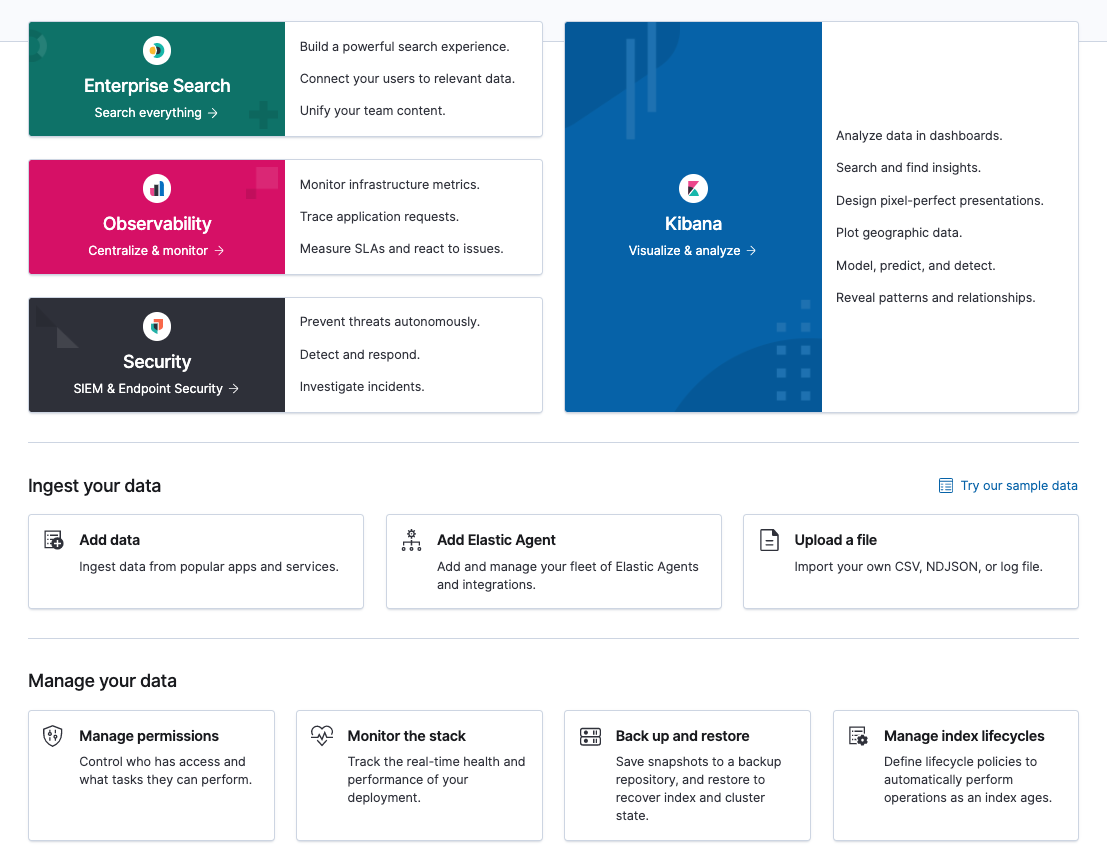 Enterprise Search
Search everything →
Build a powerful search experience.
Connect your users to relevant data.
Unify your team content.
Observability
Centralize & monitor →
Monitor infrastructure metrics.
Trace application requests.
Measure SLAs and react to issues.
Security
SIEM & Endpoint Security →
Prevent threats autonomously.
Detect and respond.
Investigate incidents.
Kibana
Visualize & analyze →
Analyze data in dashboards.
Search and find insights.
Design pixel-perfect presentations.
Plot geographic data.
Model, predict, and detect.
Reveal patterns and relationships.
Ingest your data
Try our sample data
Add data
Ingest data from popular apps and services.
Add Elastic Agent
Add and manage your fleet of Elastic Agents
and integrations.
Upload a file
Import your own CSV, NDJSON, or log file.
Manage your data
Manage permissions
Control who has access and
what tasks they can perform.
Monitor the stack
Track the real-time health and
performance of your
deployment.
Back up and restore
Save snapshots to a backup
repository, and restore to
recover index and cluster
state.
Manage index lifecycles
Define lifecycle policies to
automatically perform
operations as an index ages.